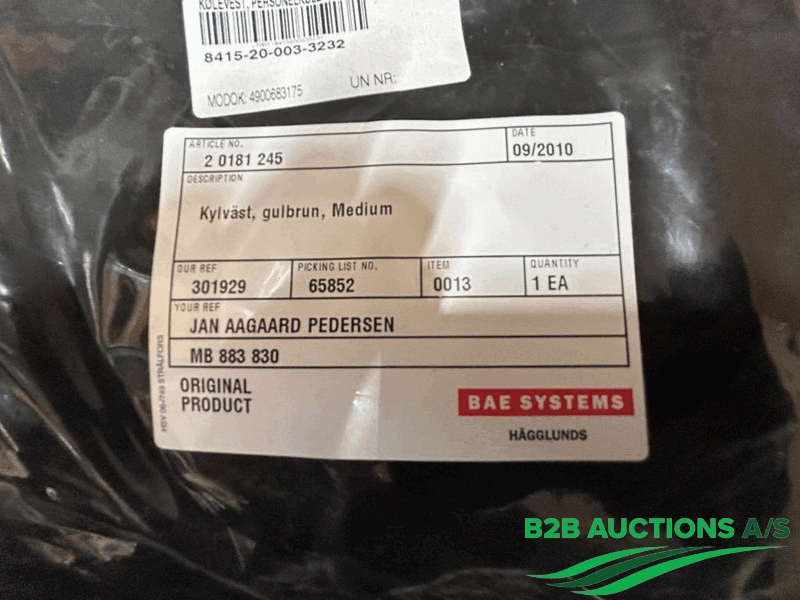 KØLEVEST, PERSONELKØLE
8415-20-003-3232
MODOK: 4900683175 UN NR:
ARTICLE NO. DATE
2 0181 245 09/2010
DESCRIPTION
Kylväst, gulbrun, Medium
OUR REF PICKING LIST NO. ITEM QUANTITY
301929 65852 0013 1 EA
YOUR REF
JAN AAGAARD PEDERSEN
MB 883 830
ORIGINAL
PRODUCT
BAE SYSTEMS
HÄGGLUNDS
B2B AUCTIONS A/S